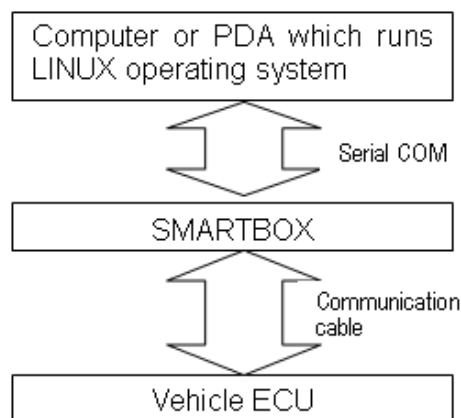 Computer or PDA which runs
LINUX operating system
Serial COM
SMARTBOX
Communication
cable
Vehicle ECU